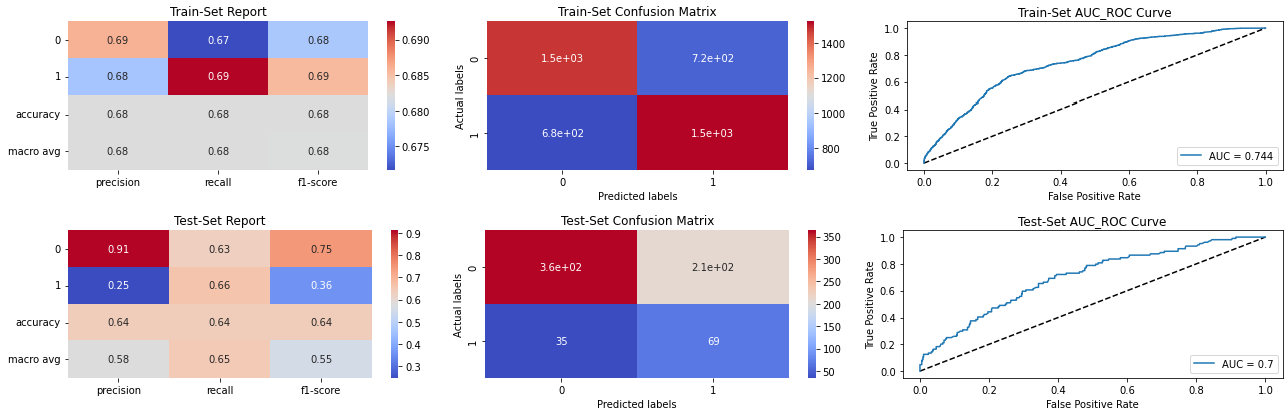 Train-Set Report
0 0.69 0.67 0.68
1 0.68 0.69 0.69
accuracy 0.68 0.68 0.68
macro avg 0.68 0.68 0.68
precision recall f1-score
0.690
0.685
0.680
0.675
Train-Set Confusion Matrix
Actual labels
0 1.5e+03 7.2e+02
1 6.8e+02 1.5e+03
0 1
Predicted labels
1400
1200
1000
800
Train-Set AUC_ROC Curve
True Positive Rate
1.0
0.8
0.6
0.4
0.2
0.0
AUC = 0.744
0.0 0.2 0.4 0.6 0.8 1.0
False Positive Rate
Test-Set Report
0 0.91 0.63 0.75
1 0.25 0.66 0.36
accuracy 0.64 0.64 0.64
macro avg 0.58 0.65 0.55
precision recall f1-score
0.9
0.8
0.7
0.6
0.5
0.4
0.3
Test-Set Confusion Matrix
Actual labels
0 3.6e+02 2.1e+02
1 35 69
0 1
Predicted labels
350
300
250
200
150
100
50
Test-Set AUC_ROC Curve
True Positive Rate
1.0
0.8
0.6
0.4
0.2
0.0
AUC = 0.7
0.0 0.2 0.4 0.6 0.8 1.0
False Positive Rate